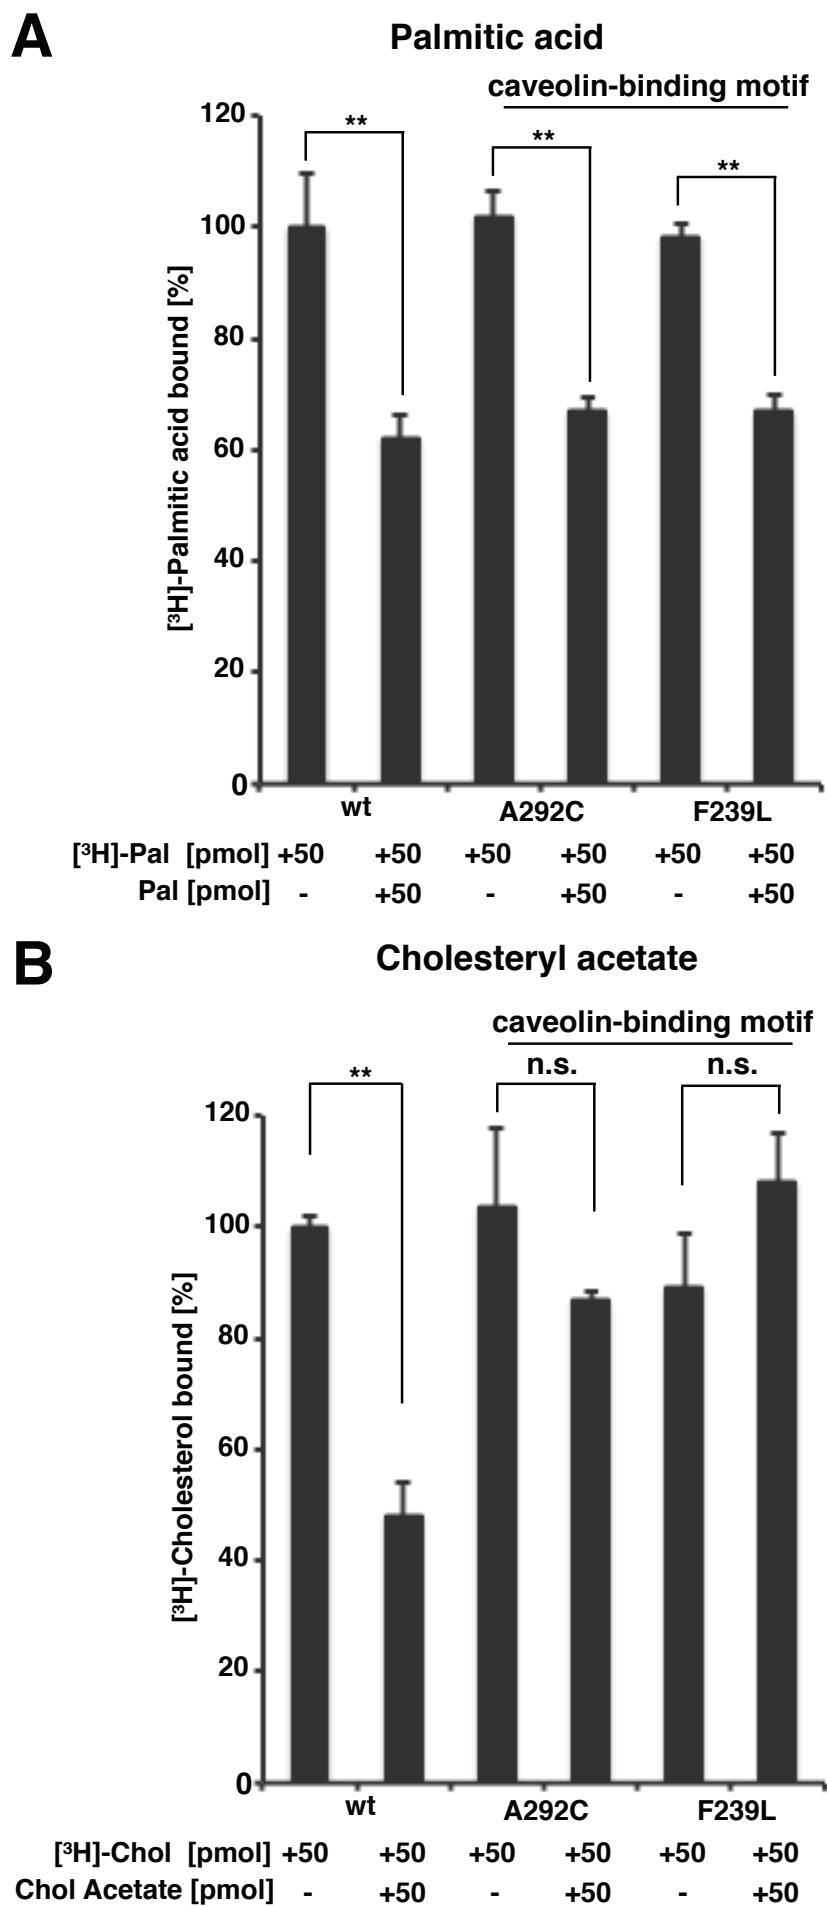 A
Palmitic acid
caveolin-binding motif
120
**
**
**
100
80
60
40
20
0
[³H]-Palmitic acid bound [%]
wt
A292C
F239L
[³H]-Pal [pmol] +50 +50 +50 +50 +50 +50
Pal [pmol] - +50 - +50 - +50
B
Cholesteryl acetate
caveolin-binding motif
**
n.s.
n.s.
120
100
80
60
40
20
0
[³H]-Cholesterol bound [%]
wt
A292C
F239L
[³H]-Chol [pmol] +50 +50 +50 +50 +50 +50
Chol Acetate [pmol] - +50 - +50 - +50